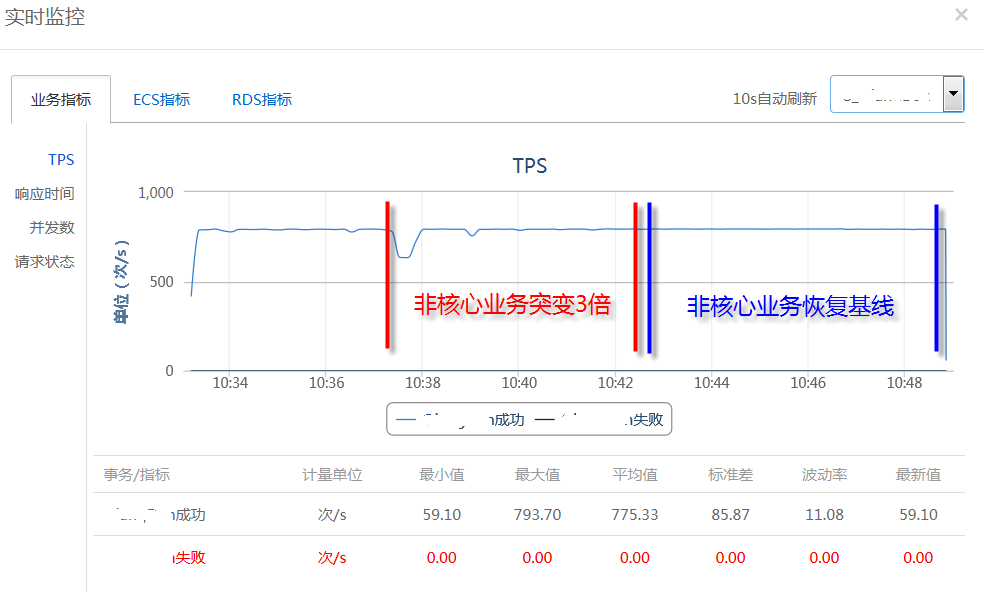 实时监控
×
业务指标 ECS指标 RDS指标 10s自动刷新
TPS
响应时间
并发数
请求状态
TPS
单位 ( 次/s )
1,000
500
0
非核心业务突变3倍
非核心业务恢复基线
10:34 10:36 10:38 10:40 10:42 10:44 10:46 10:48
成功 失败
事务/指标 计量单位 最小值 最大值 平均值 标准差 波动率 最新值
成功 次/s 59.10 793.70 775.33 85.87 11.08 59.10
失败 次/s 0.00 0.00 0.00 0.00 0.00 0.00